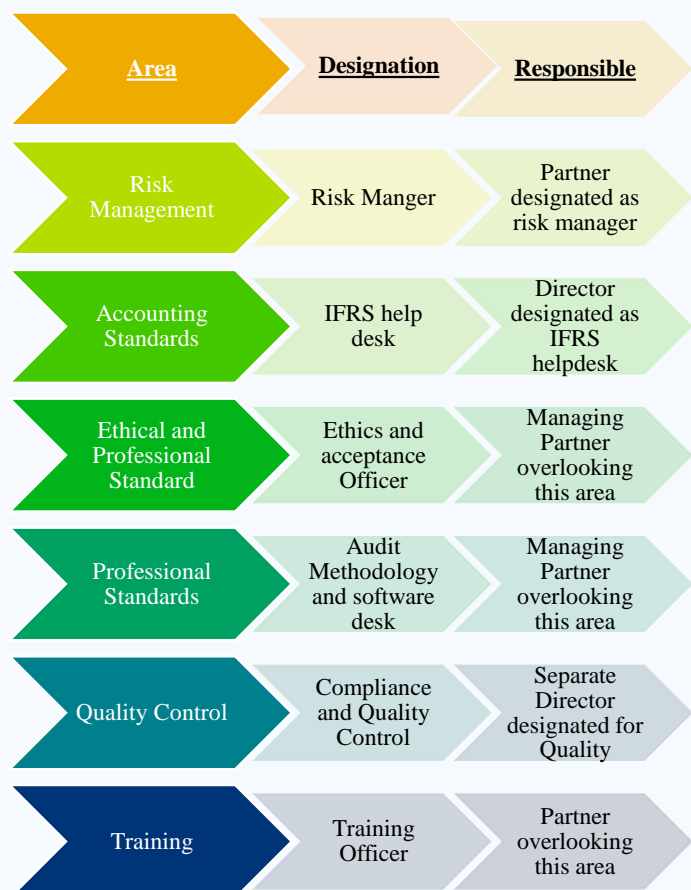 Area
Designation
Responsible
Risk
Management
Risk Manger
Partner
designated as
risk manager
Accounting
Standards
IFRS help
desk
Director
designated as
IFRS
helpdesk
Ethical and
Professional
Standard
Ethics and
acceptance
Officer
Managing
Partner
overlooking
this area
Professional
Standards
Audit
Methodology
and software
desk
Managing
Partner
overlooking
this area
Quality Control
Compliance
and Quality
Control
Separate
Director
designated for
Quality
Training
Training
Officer
Partner
overlooking
this area